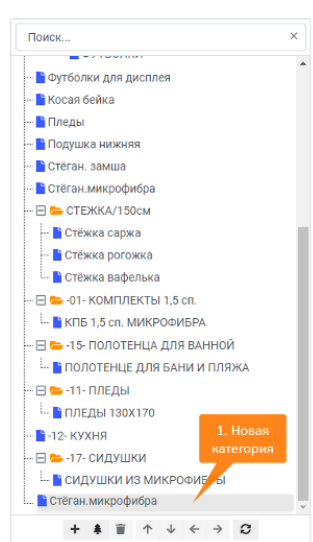 Поиск...
ФУТБОЛКИ
Футболки для дисплея
Косая бейка
Пледы
Подушка нижняя
Стёган. замша
Стёган.микрофибра
СТЕЖКА/150см
Стёжка саржа
Стёжка рогожка
Стёжка вафелька
-01- КОМПЛЕКТЫ 1,5 сп.
КПБ 1,5 сп. МИКРОФИБРА
-15- ПОЛОТЕНЦА ДЛЯ ВАННОЙ
ПОЛОТЕНЦЕ ДЛЯ БАНИ И ПЛЯЖА
-11- ПЛЕДЫ
ПЛЕДЫ 130Х170
-12- КУХНЯ
1. Новая
категория
-17- СИДУШКИ
СИДУШКИ ИЗ МИКРОФИБРЫ
Стёган.микрофибра